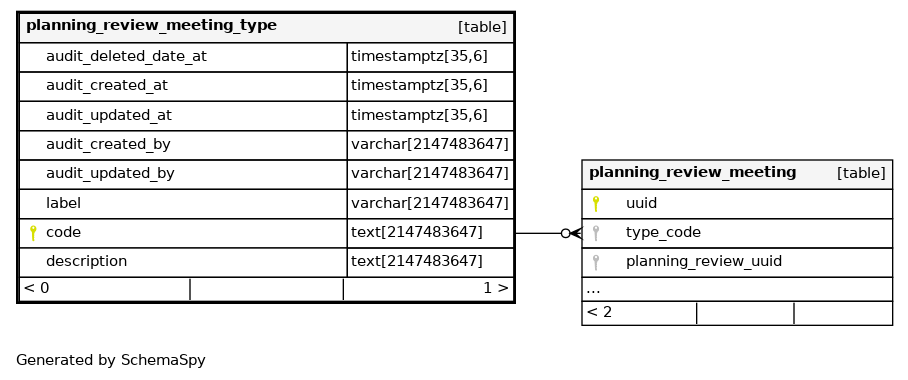 planning_review_meeting_type [table]
audit_deleted_date_at timestamptz[35,6]
audit_created_at timestamptz[35,6]
audit_updated_at timestamptz[35,6]
audit_created_by varchar[2147483647]
audit_updated_by varchar[2147483647]
label varchar[2147483647]
code text[2147483647]
description text[2147483647]
< 0 1 >
planning_review_meeting [table]
uuid
type_code
planning_review_uuid
...
< 2
Generated by SchemaSpy